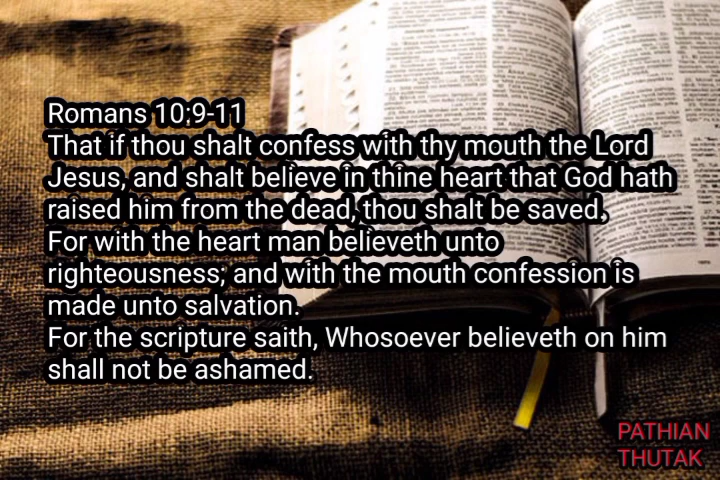 Romans 10;9-11
That if thou shalt confess with thy mouth the Lord
Jesus, and shalt believe in thine heart that God hath
raised him from the dead, thou shalt be saved.
For with the heart man believeth unto
righteousness; and with the mouth confession is
made unto salvation.
For the scripture saith, Whosoever believeth on him
shall not be ashamed.
PATHIAN
THUTAK